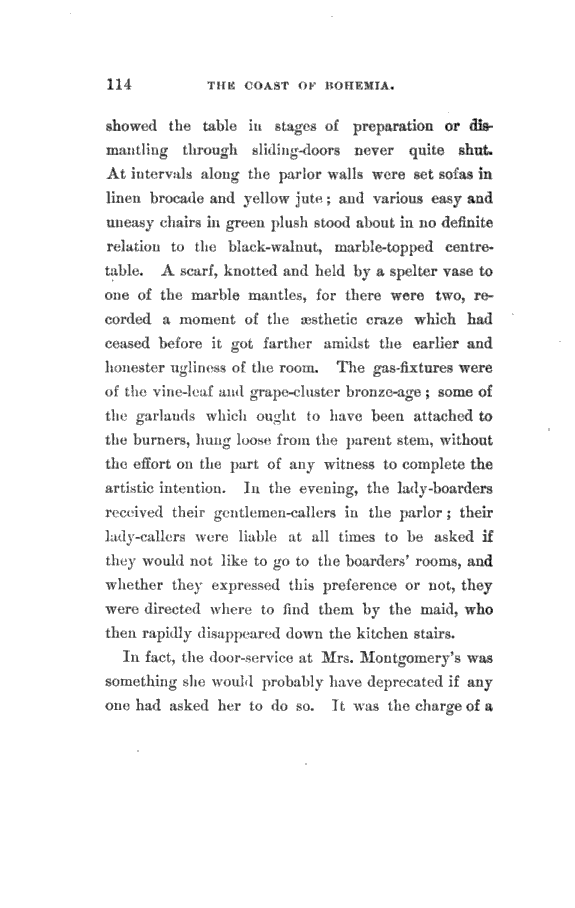 114 THE COAST OF BOHEMIA.
showed the table in stages of preparation or dis-
mantling through sliding-doors never quite shut.
At intervals along the parlor walls were set sofas in
linen brocade and yellow jute; and various easy and
uneasy chairs in green plush stood about in no definite
relation to the black-walnut, marble-topped centre-
table. A scarf, knotted and held by a spelter vase to
one of the marble mantles, for there were two, re-
corded a moment of the æsthetic craze which had
ceased before it got farther amidst the earlier and
honester ugliness of the room. The gas-fixtures were
of the vine-leaf and grape-cluster bronze-age; some of
the garlands which ought to have been attached to
the burners, hung loose from the parent stem, without
the effort on the part of any witness to complete the
artistic intention. In the evening, the lady-boarders
received their gentlemen-callers in the parlor; their
lady-callers were liable at all times to be asked if
they would not like to go to the boarders' rooms, and
whether they expressed this preference or not, they
were directed where to find them by the maid, who
then rapidly disappeared down the kitchen stairs.
In fact, the door-service at Mrs. Montgomery's was
something she would probably have deprecated if any
one had asked her to do so. It was the charge of a